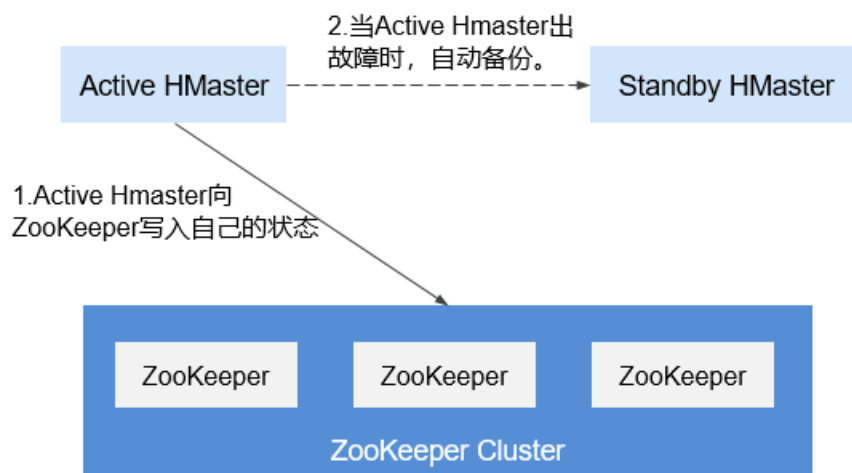 2.当Active Hmaster出
故障时，自动备份。
Active HMaster
Standby HMaster
1.Active Hmaster向
ZooKeeper写入自己的状态
ZooKeeper
ZooKeeper
ZooKeeper
ZooKeeper Cluster